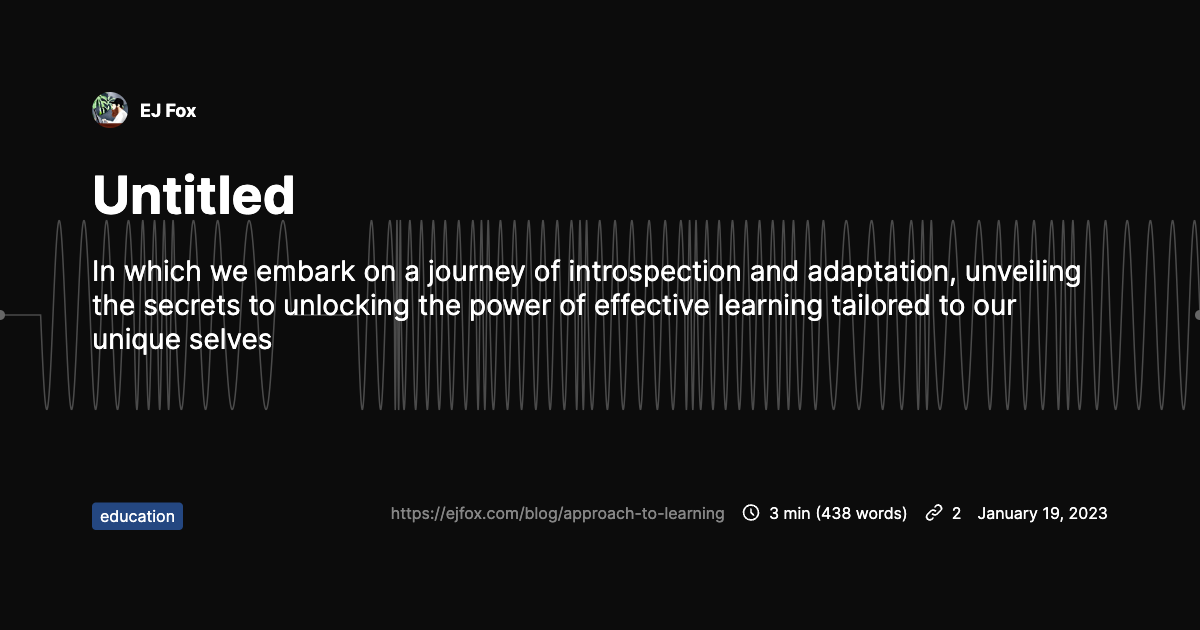 EJ Fox
Untitled
In which we embark on a journey of introspection and adaptation, unveiling
the secrets to unlocking the power of effective learning tailored to our
unique selves
education
https://ejfox.com/blog/approach-to-learning
3 min (438 words)
2
January 19, 2023